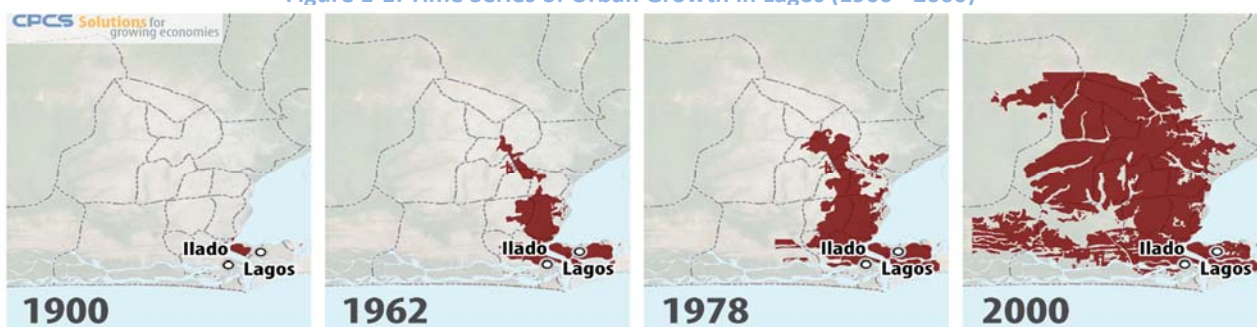 Figure 1-1: Time Series of Urban Growth in Lagos (1900 - 2000)
CPCS Solutions for
growing economies
Ilado
Lagos
1900
Ilado
Lagos
1962
Ilado
Lagos
1978
Ilado
Lagos
2000